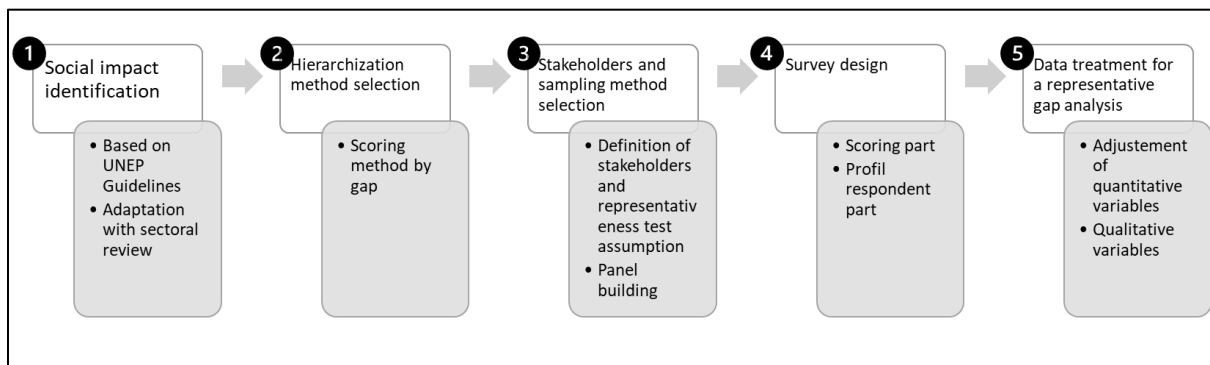 1
Social impact
identification
• Based on
UNEP
Guidelines
• Adaptation
with sectoral
review
2
Hierarchization
method selection
• Scoring
method by
gap
3
Stakeholders and
sampling method
selection
• Definition of
stakeholders
and
representativ
eness test
assumption
• Panel
building
4
Survey design
• Scoring part
• Profil
respondent
part
5
Data treatment for
a representative
gap analysis
• Adjustement
of
quantitative
variables
• Qualitative
variables